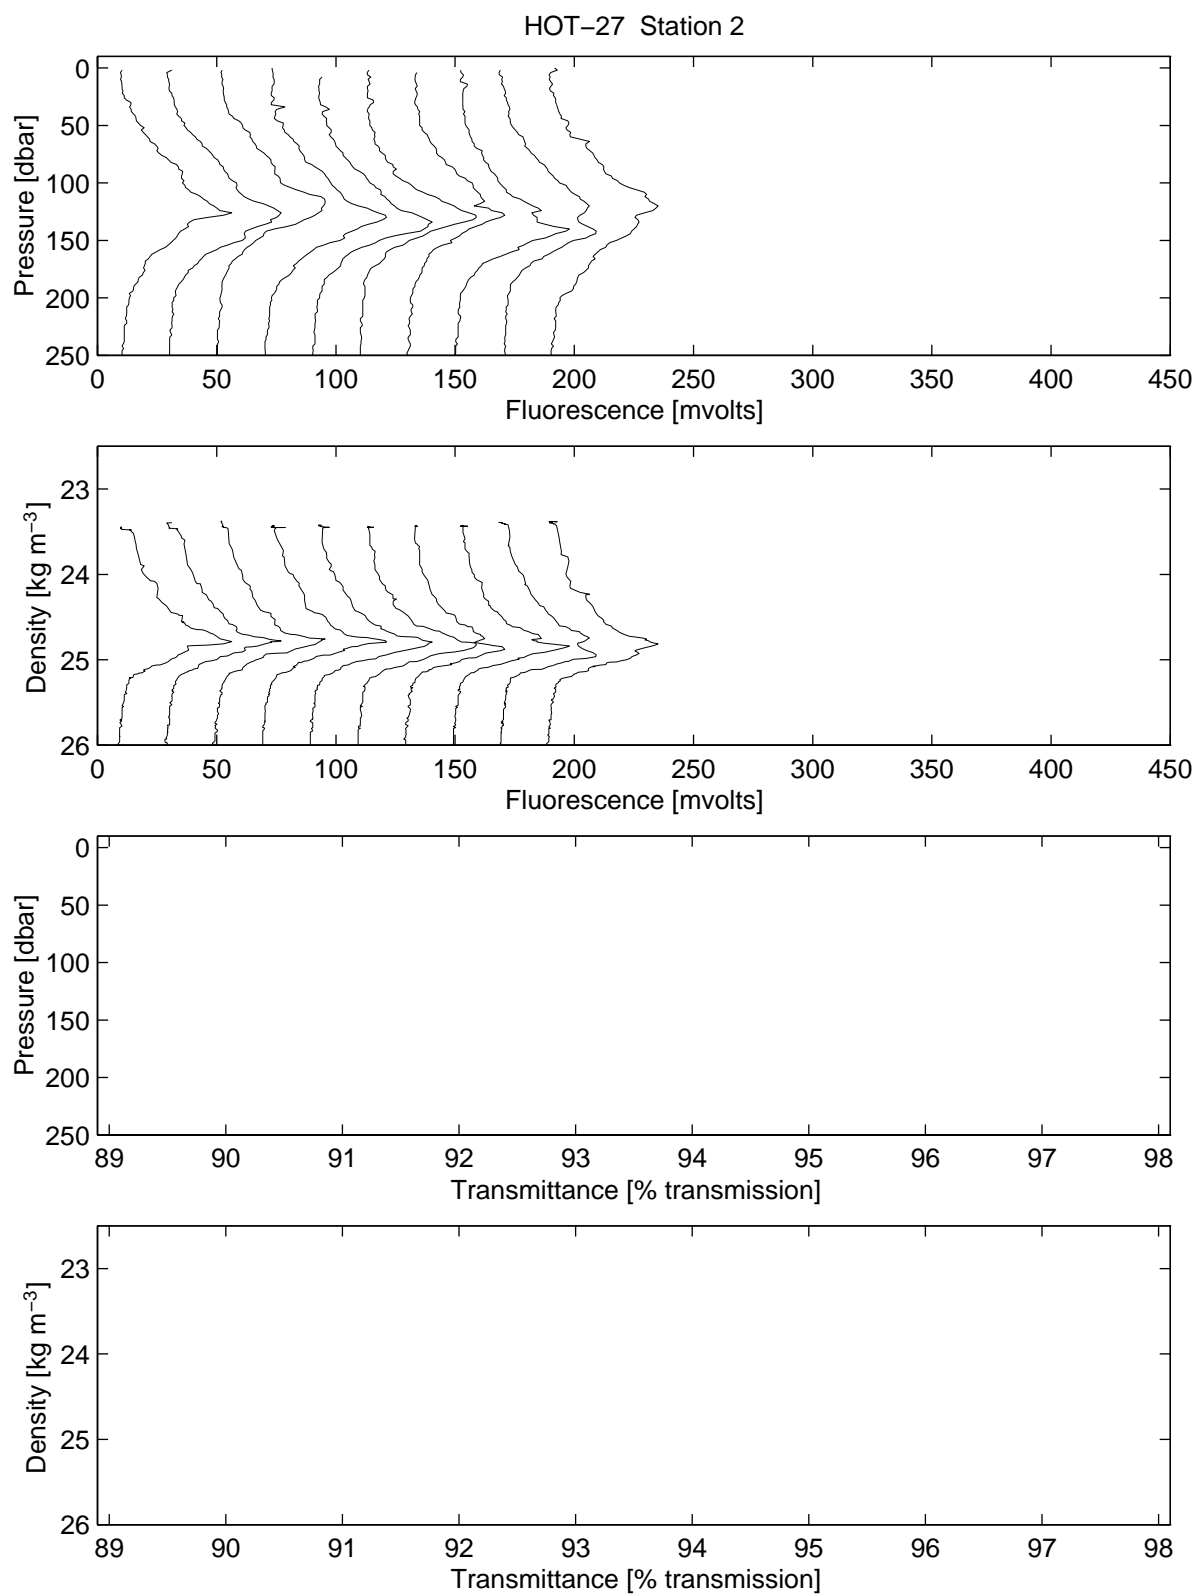 HOT−27 Station 2
0
50
100
150
200
250
Pressure [dbar]
0 50 100 150 200 250 300 350 400 450
Fluorescence [mvolts]
23
24
25
26
Density [kg m−3]
0 50 100 150 200 250 300 350 400 450
Fluorescence [mvolts]
0
50
100
150
200
250
Pressure [dbar]
89 90 91 92 93 94 95 96 97 98
Transmittance [% transmission]
23
24
25
26
Density [kg m−3]
89 90 91 92 93 94 95 96 97 98
Transmittance [% transmission]